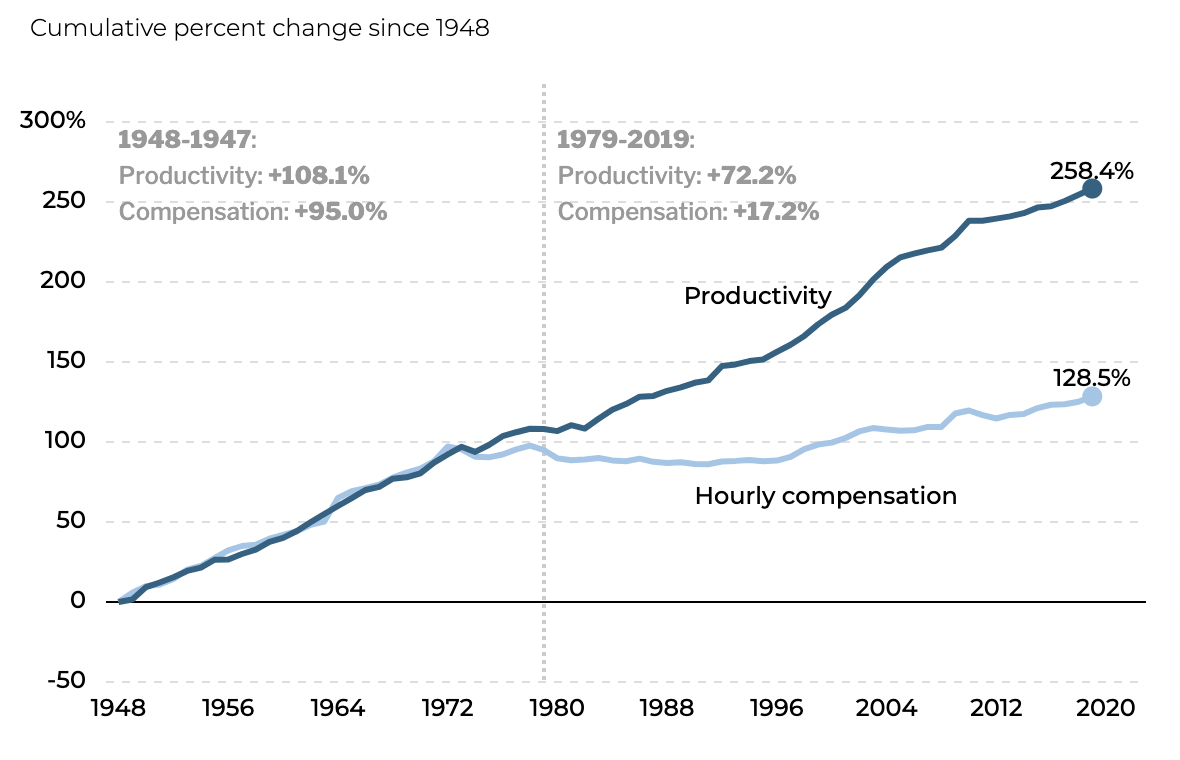 Cumulative percent change since 1948
300%
1948-1947:
1979-2019:
Productivity: +108.1%
Productivity: +72.2%
258.4%
250
Compensation: +95.0%
Compensation: +17.2%
200
Productivity
150
128.5%
100
Hourly compensation
50
0
-50
1948 1956 1964 1972 1980 1988 1996 2004 2012 2020